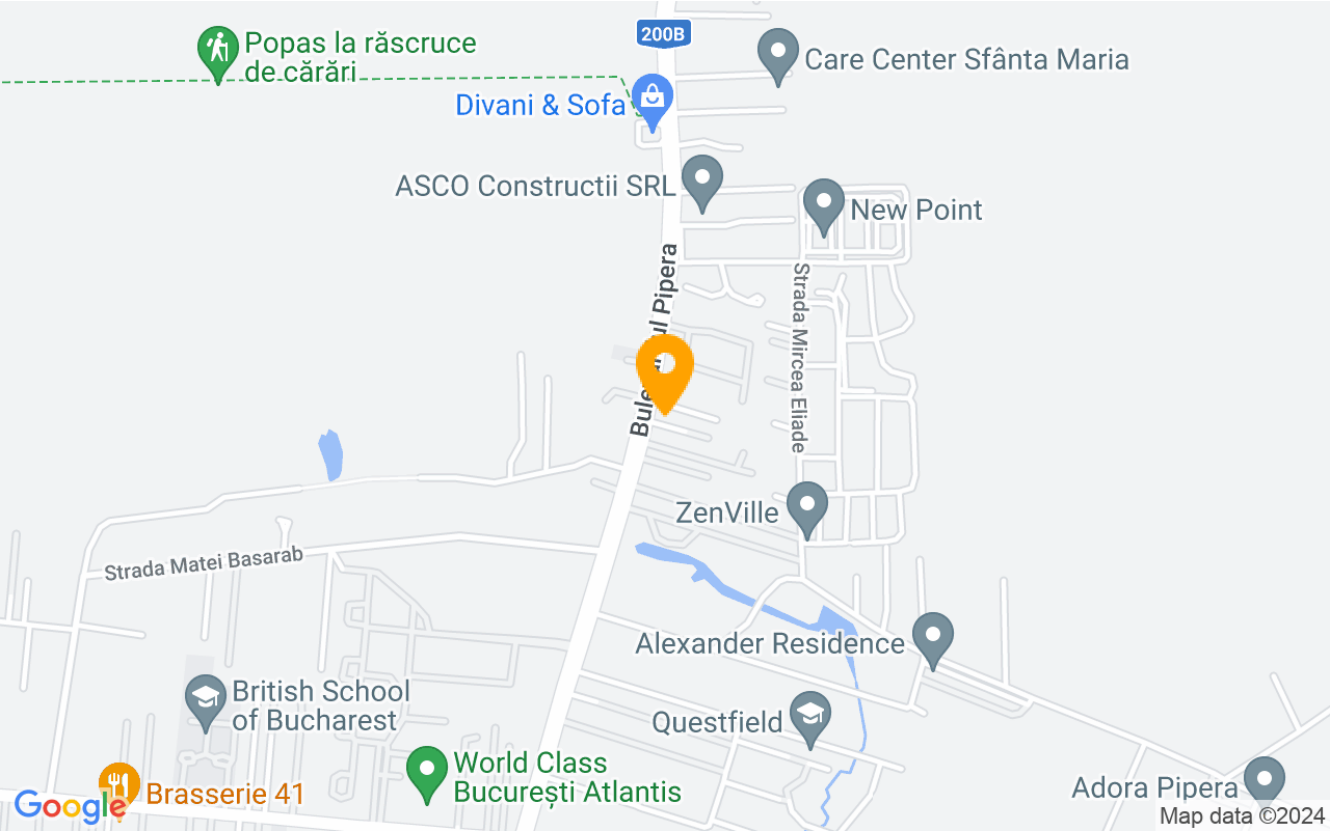 200B
Popas la răscruce
de cărări
Care Center Sfânta Maria
Divani & Sofa
ASCO Constructii SRL
New Point
Bulevardul Pipera
Strada Mircea Eliade
ZenVille
Strada Matei Basarab
Alexander Residence
British School
of Bucharest
Questfield
World Class
București Atlantis
Adora Pipera
Brasserie 41
Google
Map data ©2024